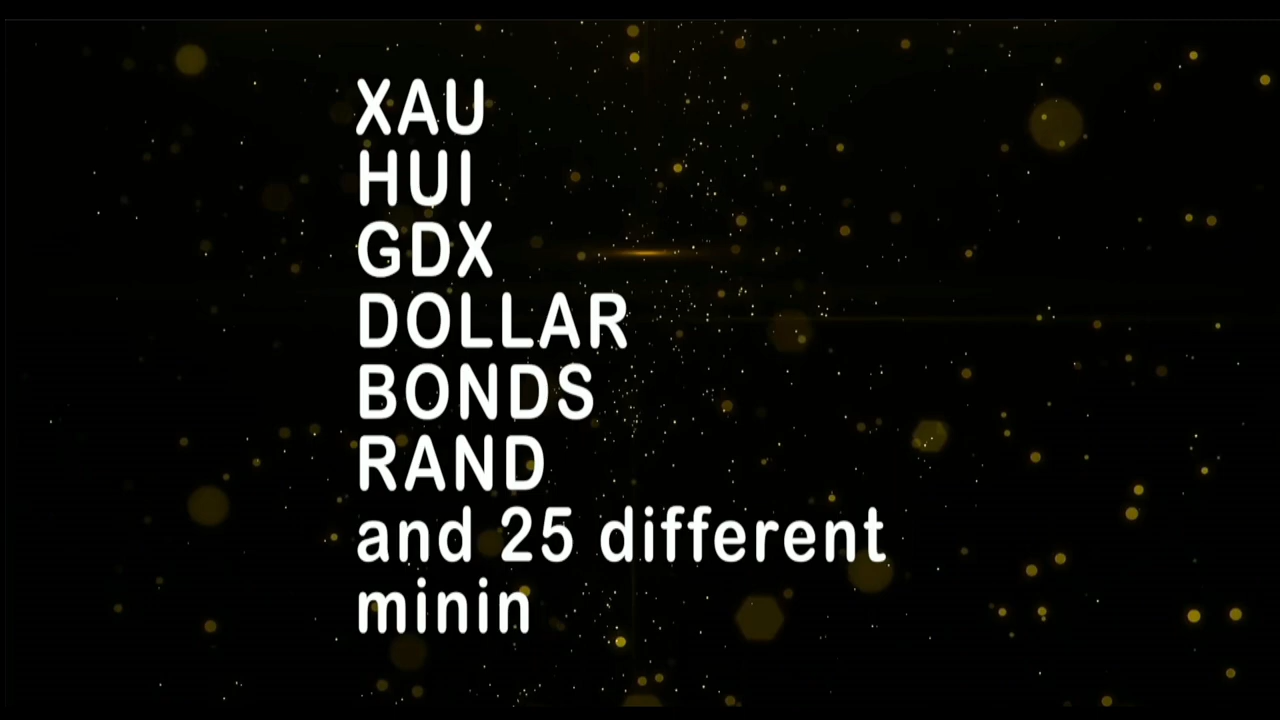 XAU
HUI
GDX
DOLLAR
BONDS
RAND
and 25 different
minin